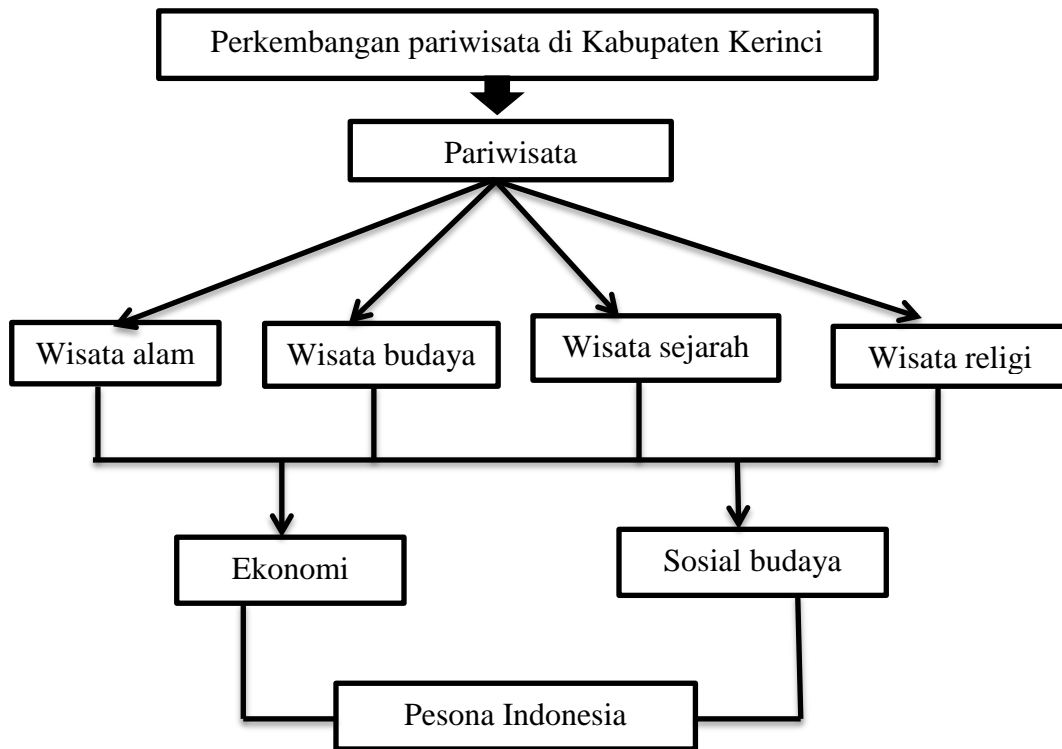 Perkembangan pariwisata di Kabupaten Kerinci
Pariwisata
Wisata alam
Wisata budaya
Wisata sejarah
Wisata religi
Ekonomi
Sosial budaya
Pesona Indonesia